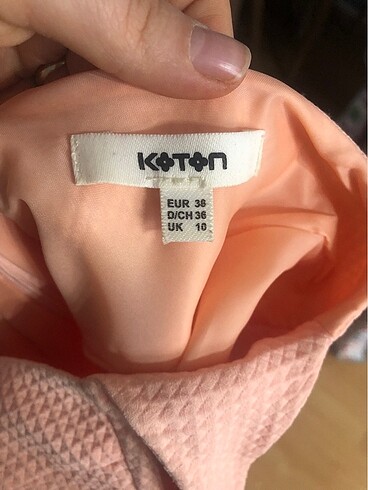 KOTON
EUR 38
D/CH 36
UK 10